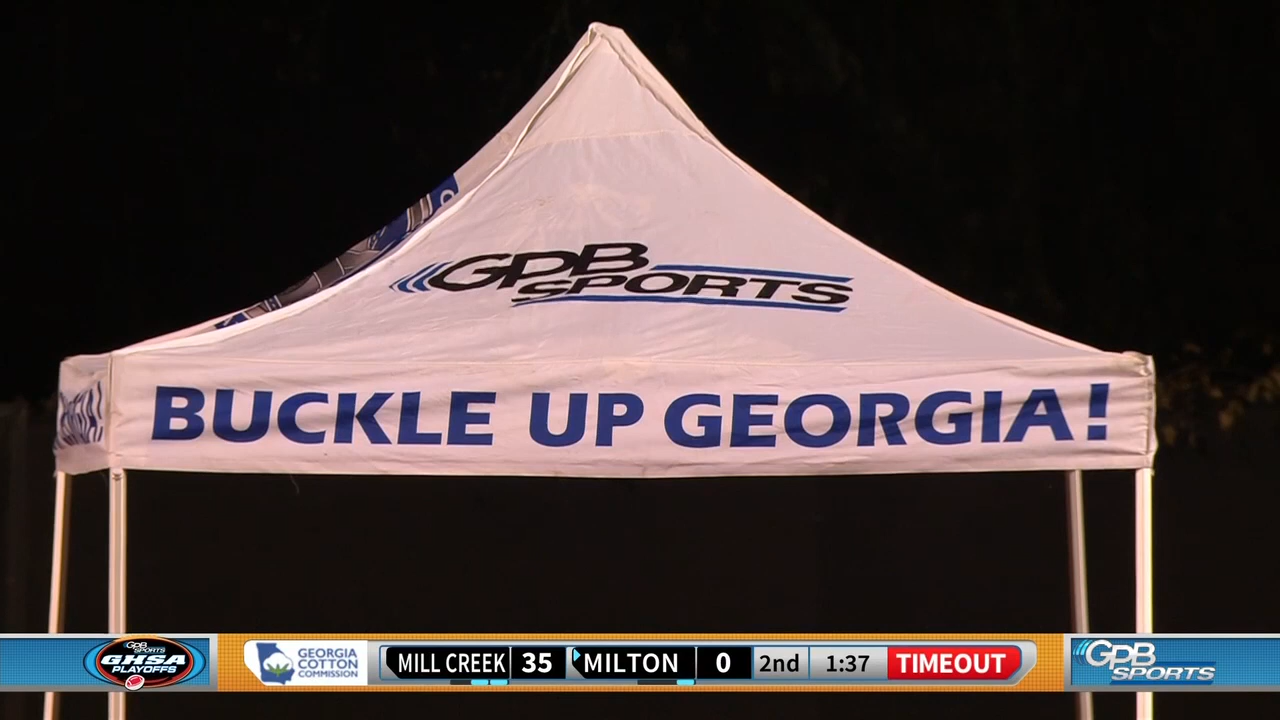 GPB
SPORTS
BUCKLE UP GEORGIA!
GPB
SPORTS
GHSA
PLAYOFFS
GEORGIA
COTTON
COMMISSION
MILL CREEK 35 MILTON 0 2nd 1:37 TIMEOUT
GPB
SPORTS